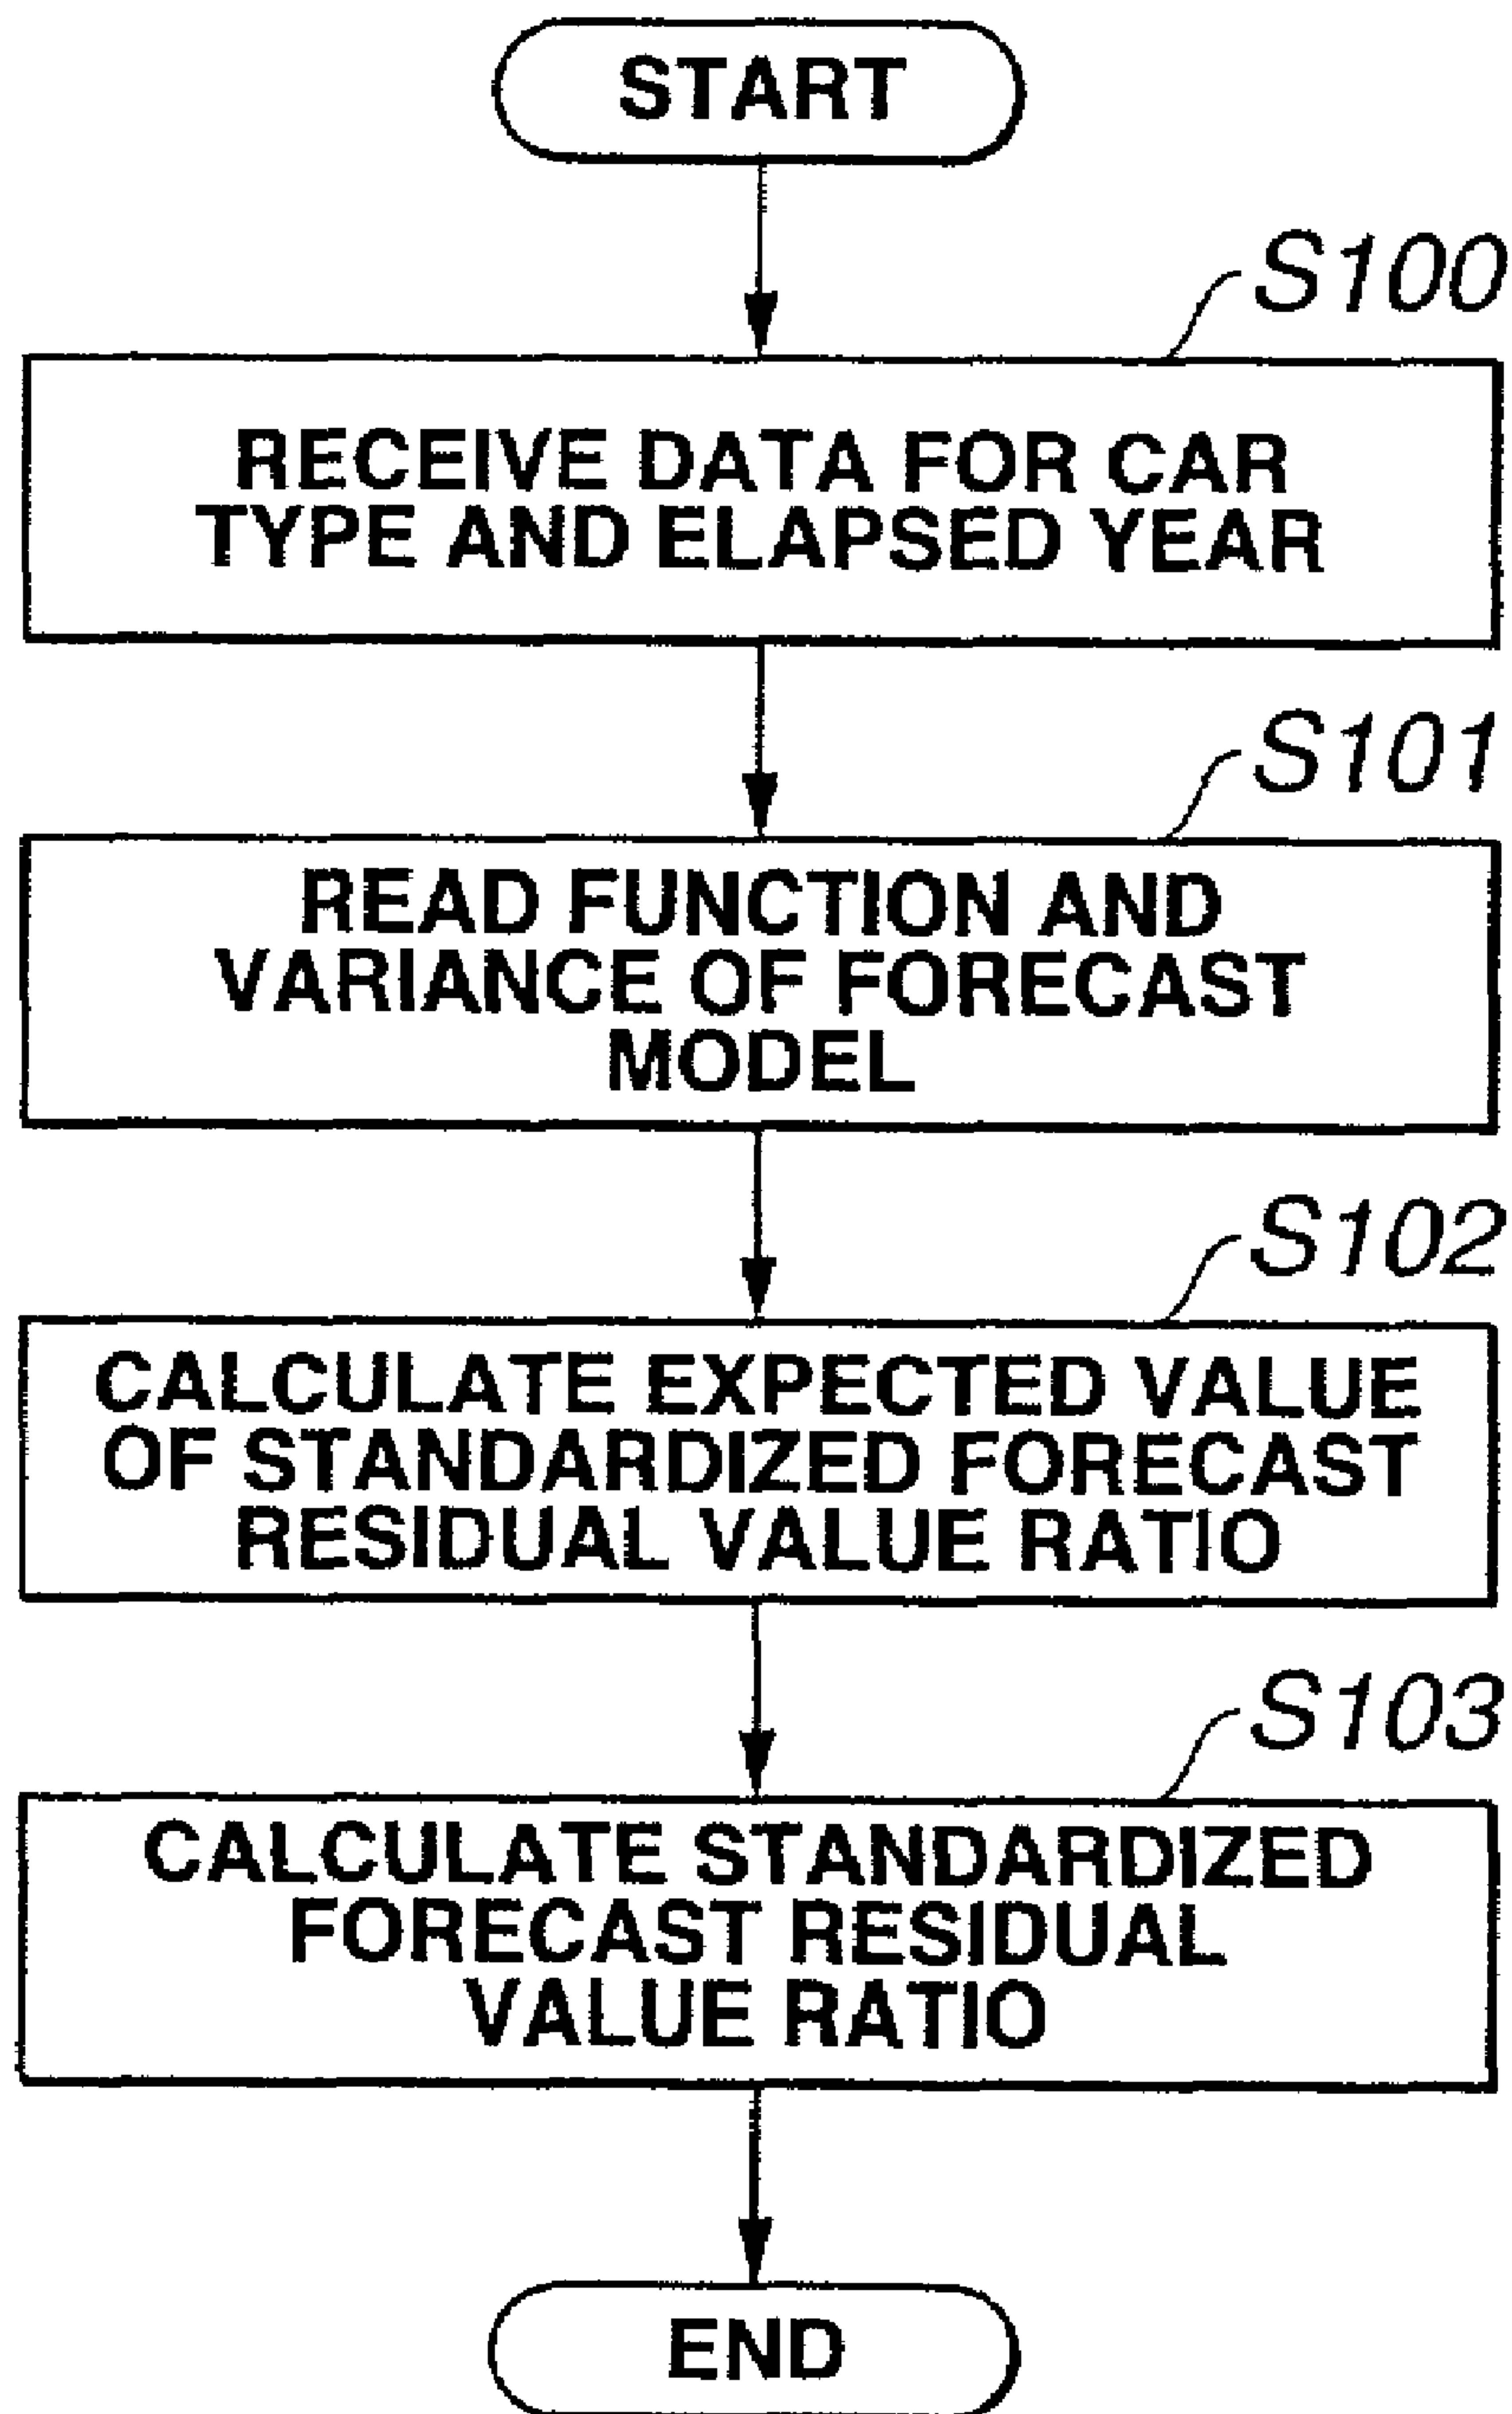 START
S100
RECEIVE DATA FOR CAR
TYPE AND ELAPSED YEAR
S101
READ FUNCTION AND
VARIANCE OF FORECAST
MODEL
S102
CALCULATE EXPECTED VALUE
OF STANDARDIZED FORECAST
RESIDUAL VALUE RATIO
S103
CALCULATE STANDARDIZED
FORECAST RESIDUAL
VALUE RATIO
END